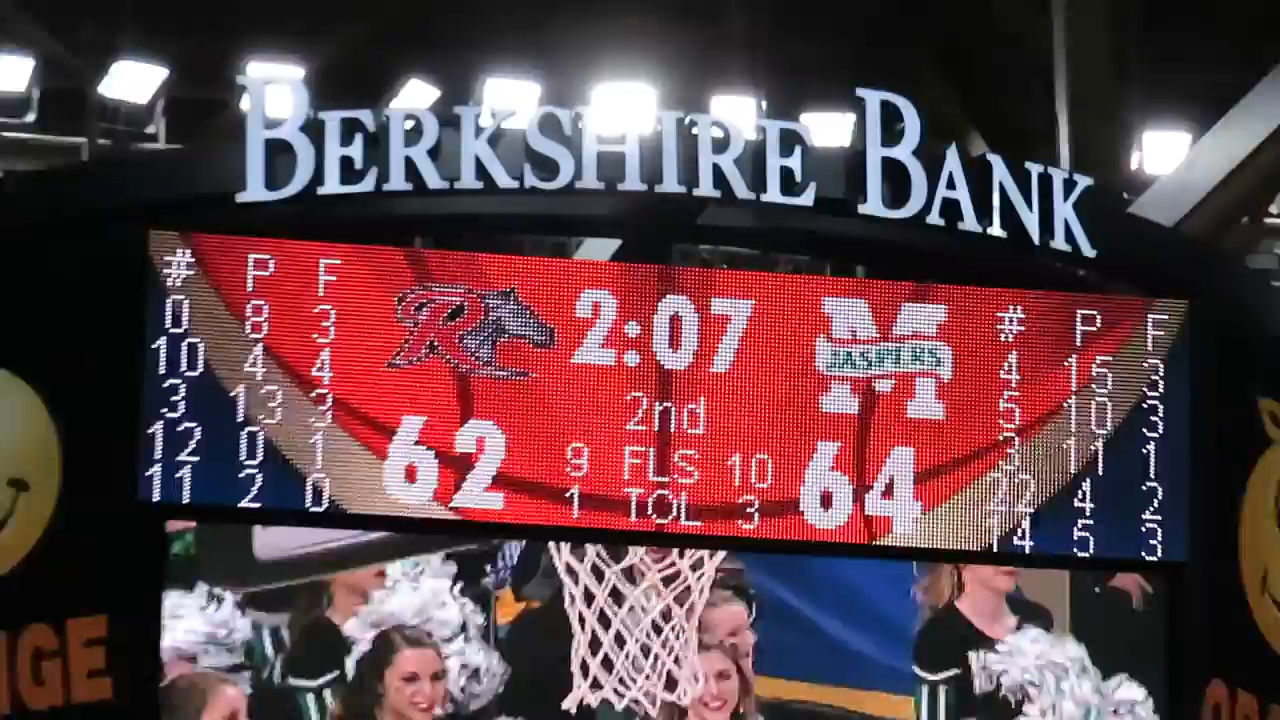 BERKSHIRE BANK
# P F
0 8 3
10 4 4
3 13 3
12 0 1
11 2 0
R
2:07
2nd
62
9 FLS 10
1 TOL 3
M
JASPERS
64
# P F
4 15 3
5 10 3
3 11 1
22 4 2
14 5 3